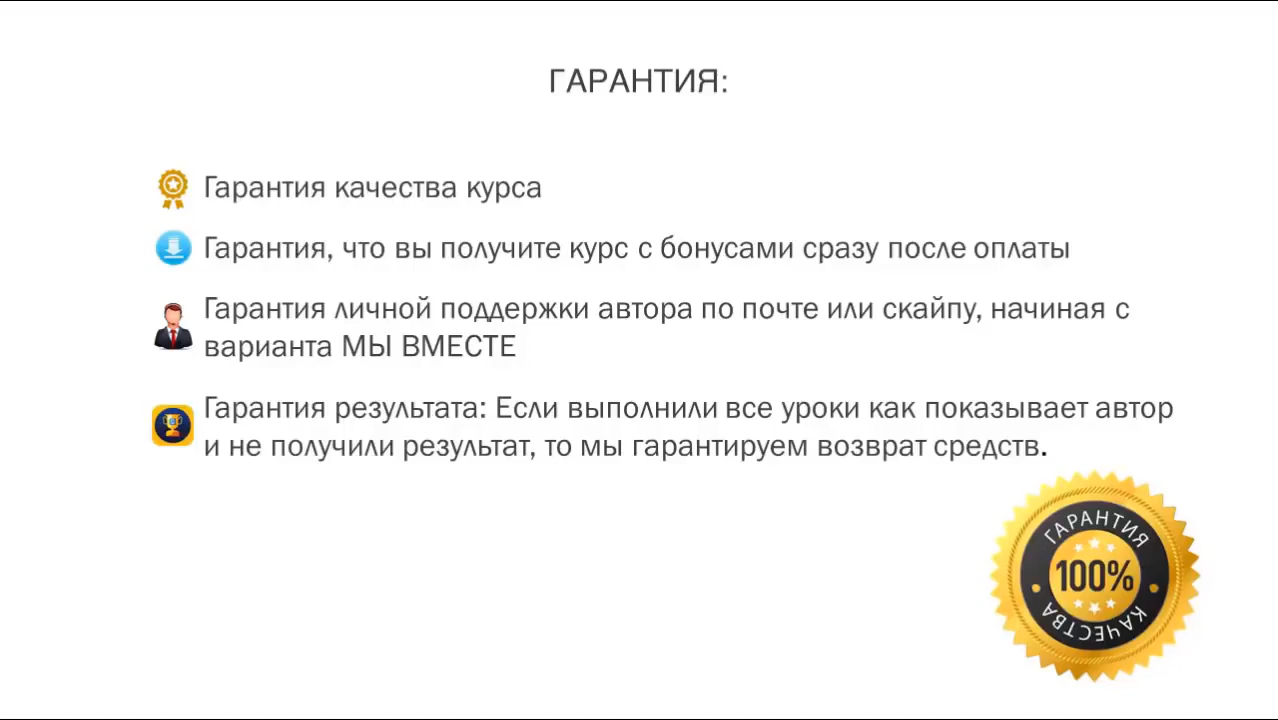 ГАРАНТИЯ:
Гарантия качества курса
Гарантия, что вы получите курс с бонусами сразу после оплаты
Гарантия личной поддержки автора по почте или скайпу, начиная с
варианта МЫ ВМЕСТЕ
Гарантия результата: Если выполнили все уроки как показывает автор
и не получили результат, то мы гарантируем возврат средств.
ГАРАНТИЯ
100%
КАЧЕСТВА